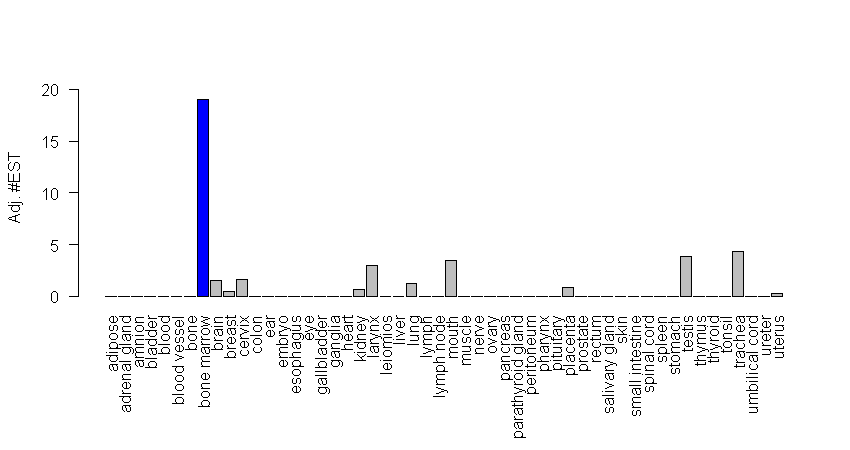 Adj. #EST
20
15
10
5
0
adipose
adrenal gland
amnion
bladder
blood
blood vessel
bone
bone marrow
brain
breast
cervix
colon
ear
embryo
esophagus
eye
gallbladder
ganglia
heart
kidney
larynx
leiomios
liver
lung
lymph
lymph node
mouth
muscle
nerve
ovary
pancreas
parathyroid gland
peritoneum
pharynx
pituitary
placenta
prostate
rectum
salivary gland
skin
small intestine
spinal cord
spleen
stomach
testis
thymus
thyroid
tonsil
trachea
umbilical cord
ureter
uterus